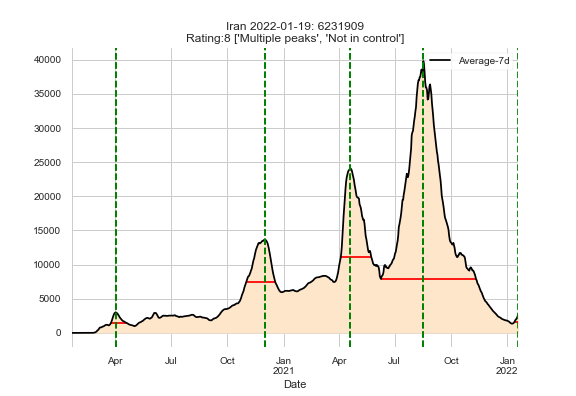 Iran 2022-01-19: 6231909
Rating:8 ['Multiple peaks', 'Not in control']
Average-7d
40000
35000
30000
25000
20000
15000
10000
5000
0
Apr
Jul
Oct
Jan
2021
Apr
Jul
Oct
Jan
2022
Date